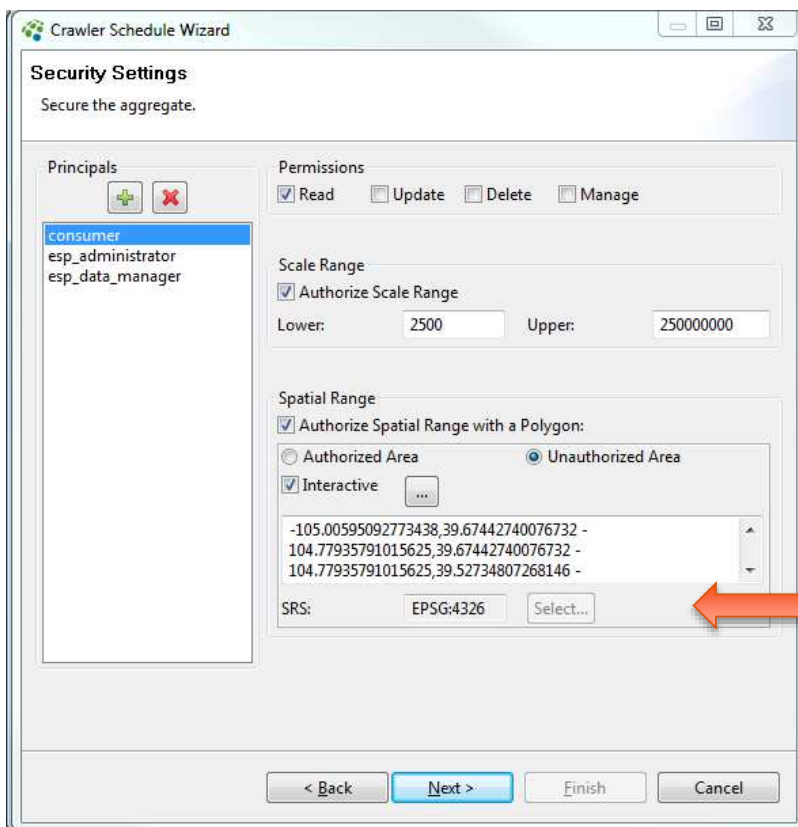 Crawler Schedule Wizard
Security Settings
Secure the aggregate.
Principals
consumer
esp_administrator
esp_data_manager
Permissions
Read Update Delete Manage
Scale Range
Authorize Scale Range
Lower: 2500 Upper: 250000000
Spatial Range
Authorize Spatial Range with a Polygon:
Authorized Area Unauthorized Area
Interactive ...
-105.00595092773438,39.67442740076732 -
104.77935791015625,39.67442740076732 -
104.77935791015625,39.52734807268146 -
SRS: EPSG:4326 Select...
< Back Next > Finish Cancel